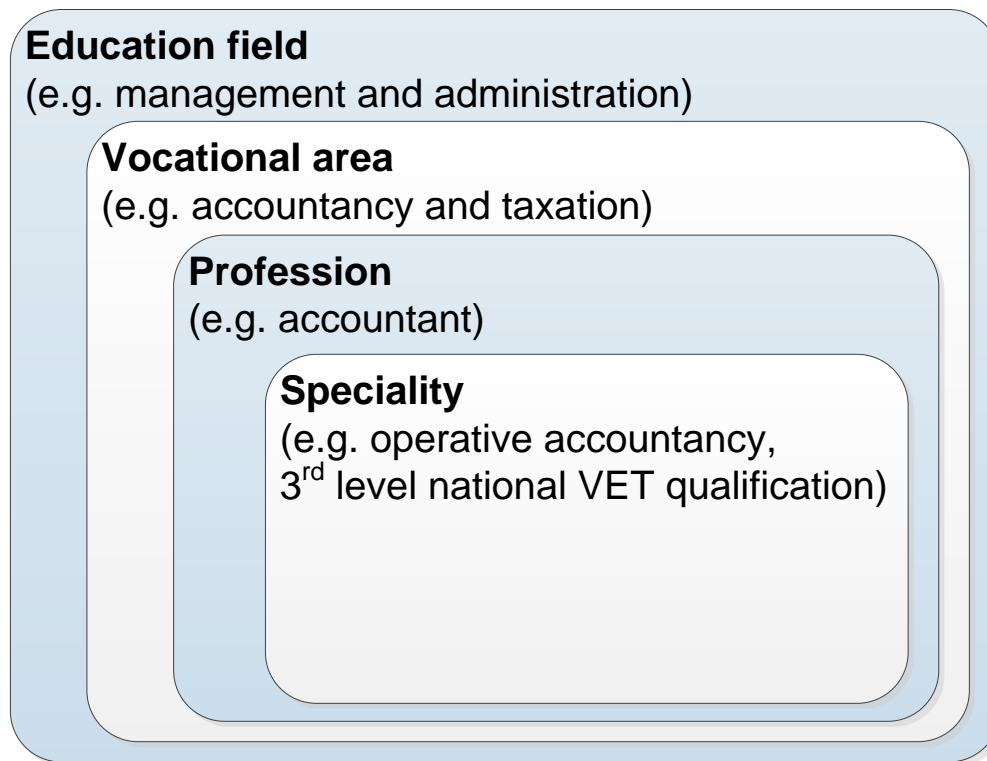 Education field
(e.g. management and administration)
Vocational area
(e.g. accountancy and taxation)
Profession
(e.g. accountant)
Speciality
(e.g. operative accountancy,
3rd level national VET qualification)